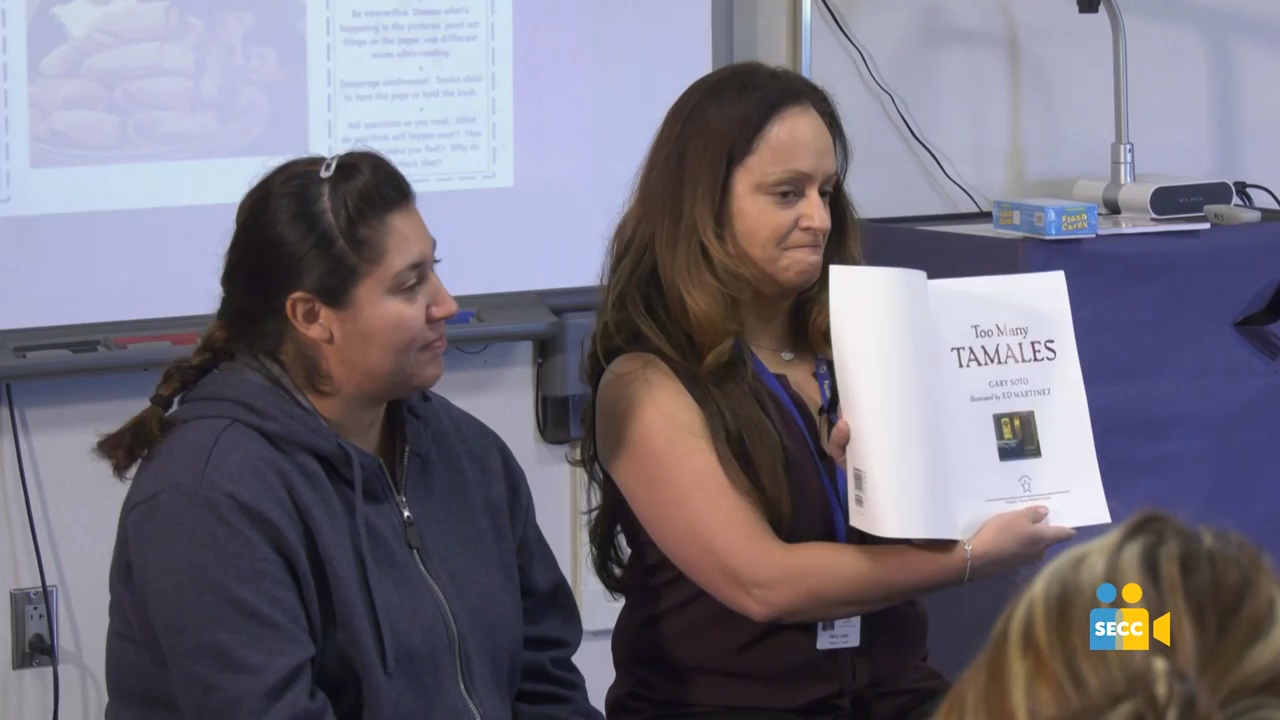 Be interactive. Discuss what's
happening in the pictures, point out
things on the pages, use different
voices when reading.
Encourage involvement. Invite child
to turn the page or hold the book.
Ask questions as you read. What
do you think will happen next? How
Flash
Cards
Too Many
TAMALES
GARY SOTO
illustrated by ED MARTINEZ
SECC